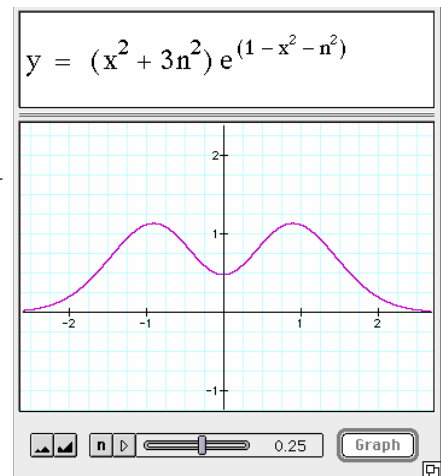 y = (x² + 3n²) e^(1 – x² – n²)
2
1
-2 -1 1 2
-1
n 0.25 Graph